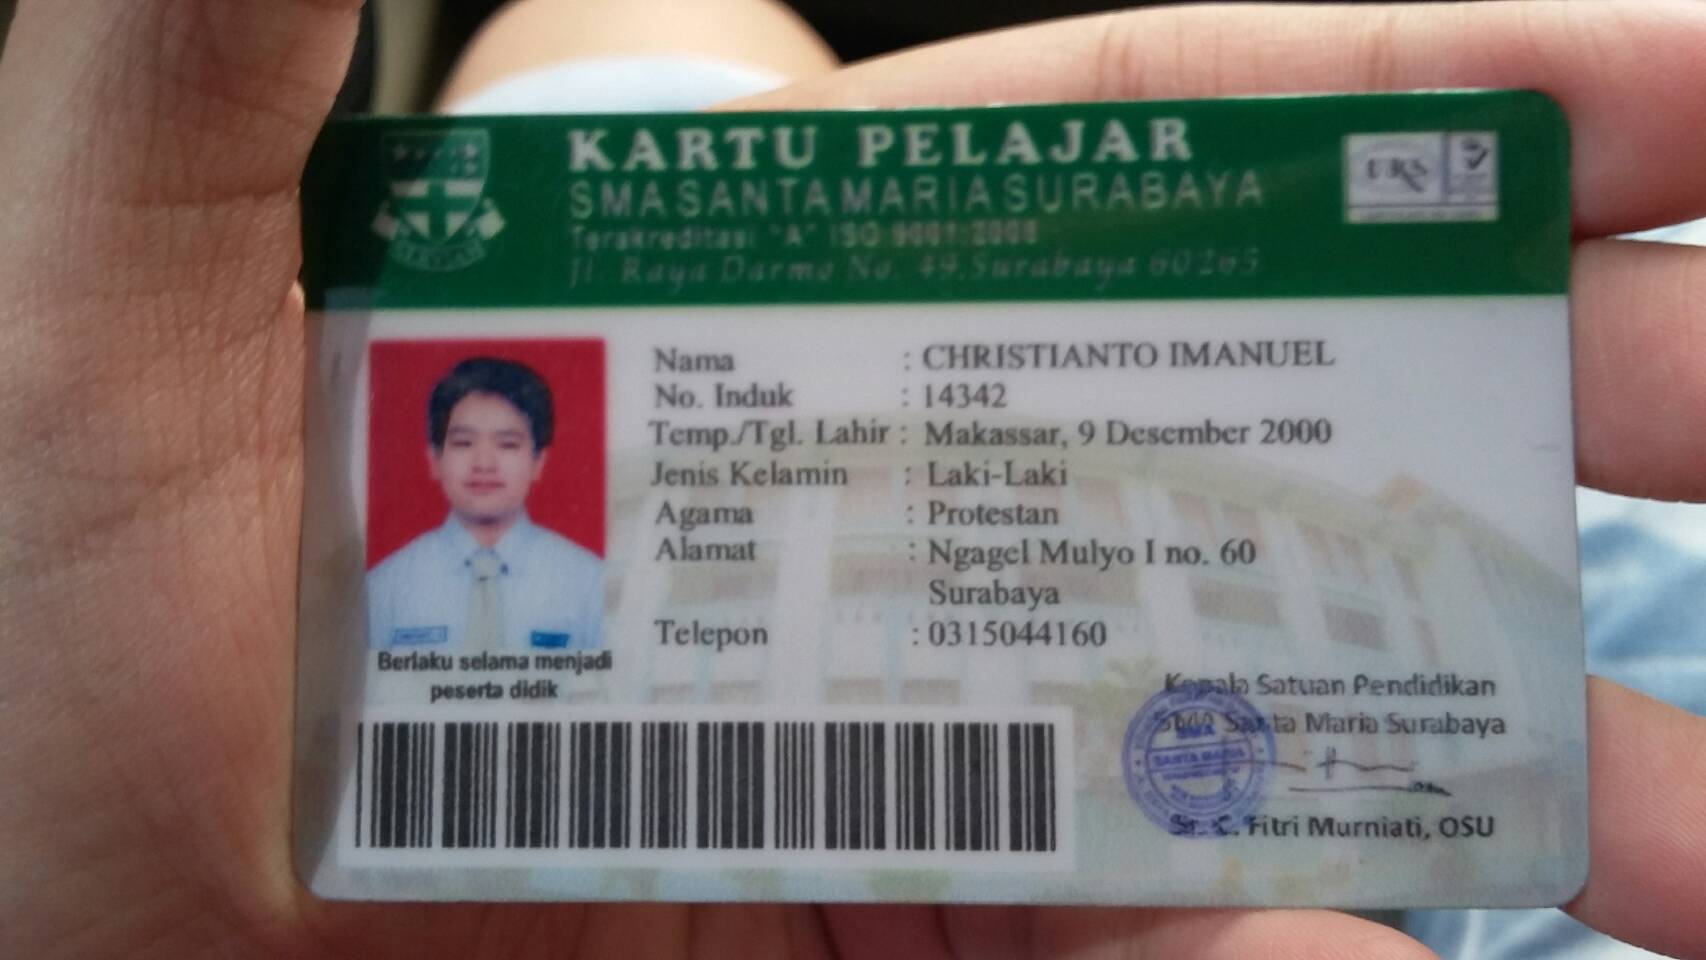 KARTU PELAJAR
SMA SANTA MARIA SURABAYA
Terakreditasi "A" ISO 9001:2008
Jl. Raya Darmo No. 49, Surabaya 60265
URS
Nama : CHRISTIANTO IMANUEL
No. Induk : 14342
Temp./Tgl. Lahir : Makassar, 9 Desember 2000
Jenis Kelamin : Laki-Laki
Agama : Protestan
Alamat : Ngagel Mulyo I no. 60
Surabaya
Telepon : 0315044160
Berlaku selama menjadi
peserta didik
Kepala Satuan Pendidikan
SMA Santa Maria Surabaya
SMA
SANTA MARIA
Sr. C. Fitri Murniati, OSU